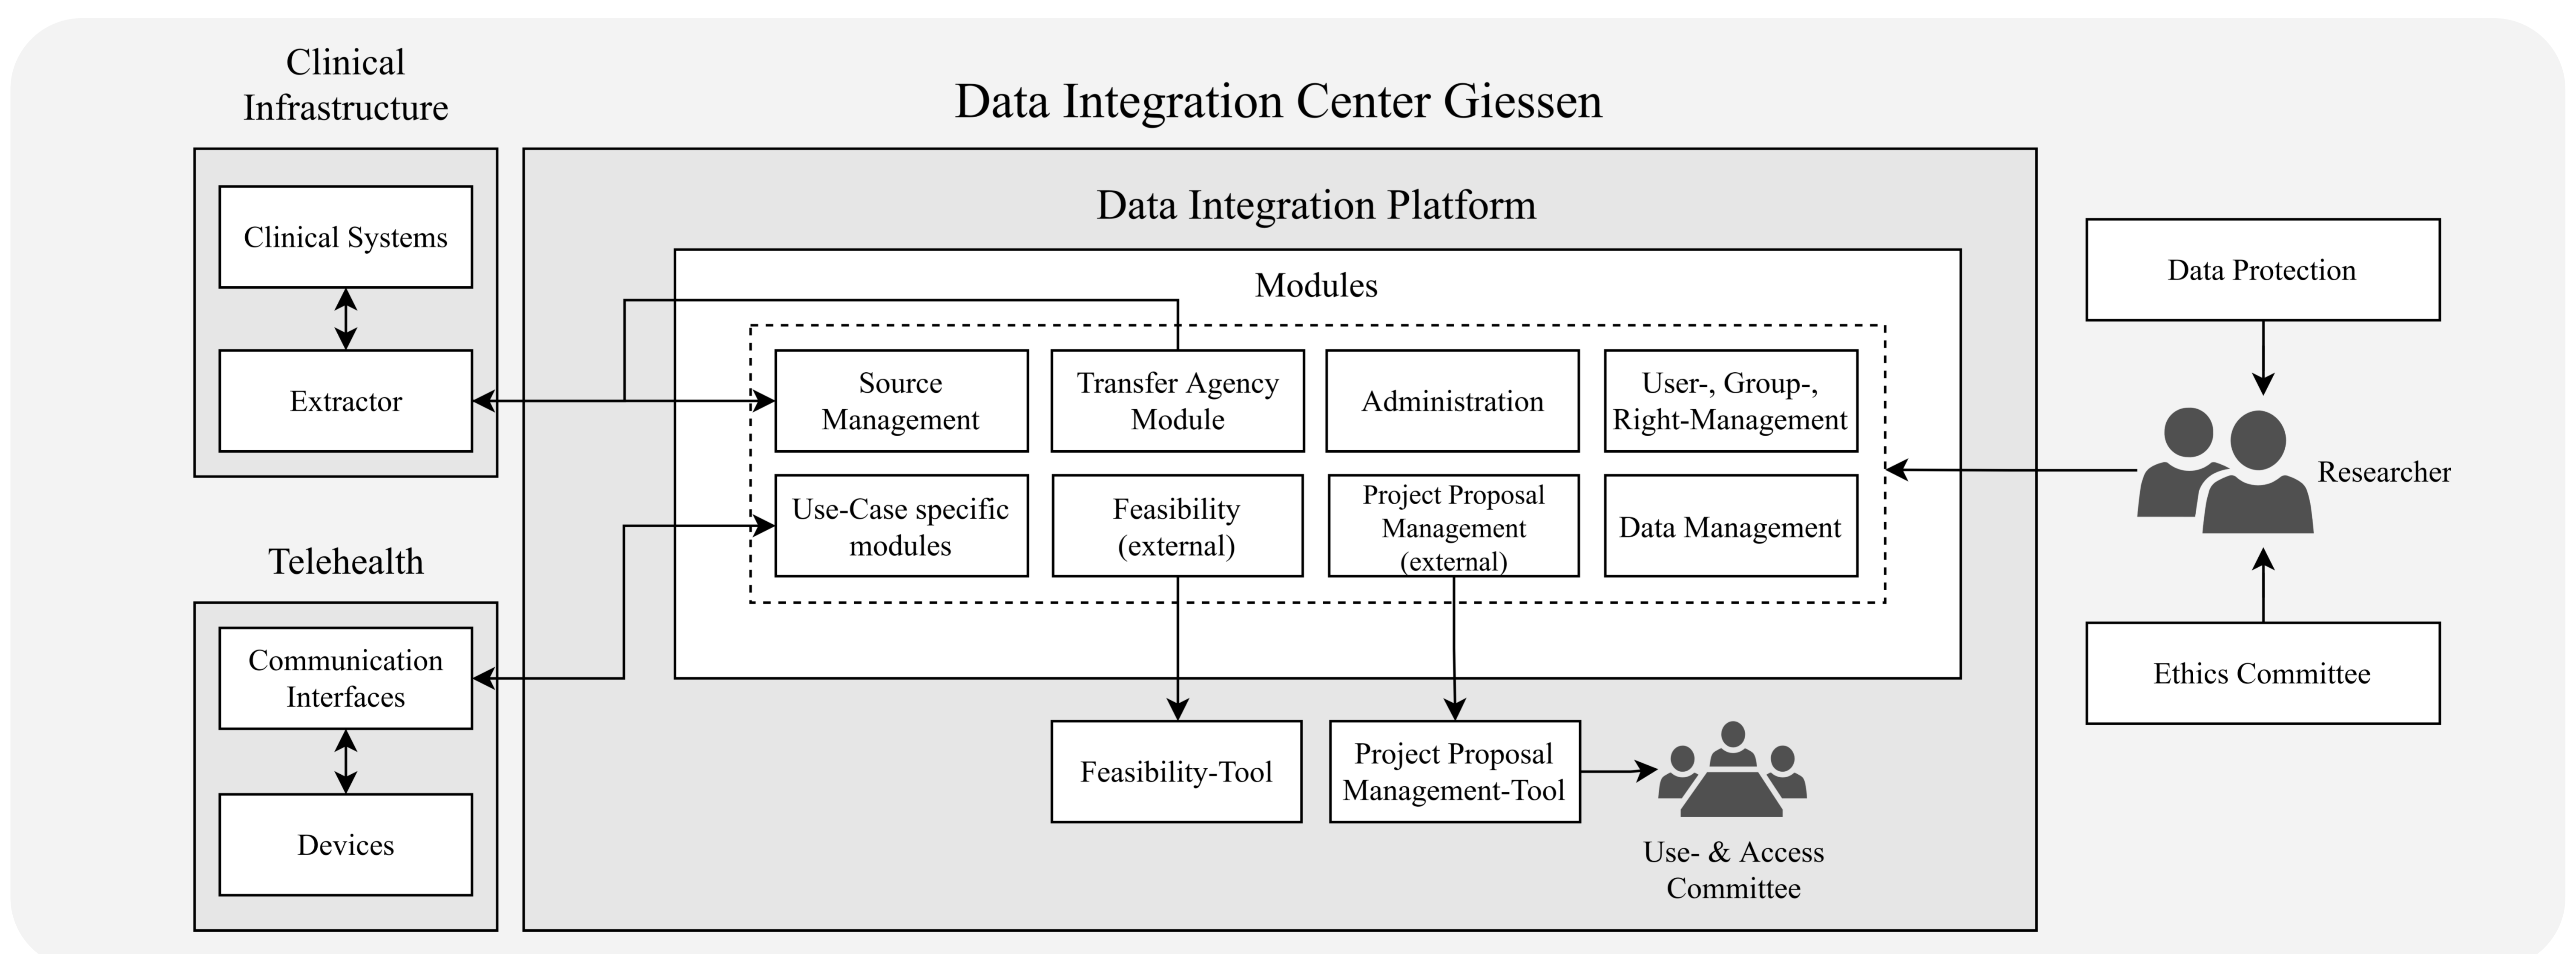 Clinical
Infrastructure
Data Integration Center Giessen
Data Integration Platform
Clinical Systems
Extractor
Modules
Source
Management
Transfer Agency
Module
Administration
User-, Group-,
Right-Management
Use-Case specific
modules
Feasibility
(external)
Project Proposal
Management
(external)
Data Management
Telehealth
Communication
Interfaces
Devices
Feasibility-Tool
Project Proposal
Management-Tool
Use- & Access
Committee
Data Protection
Researcher
Ethics Committee